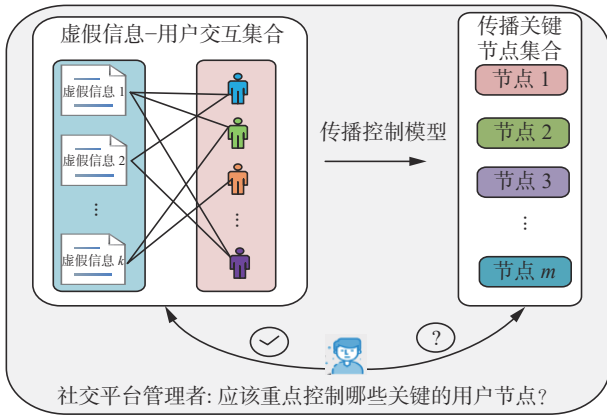 虚假信息−用户交互集合
虚假信息 1
虚假信息 2
⋮
虚假信息 k
⋮
传播控制模型
传播关键
节点集合
节点 1
节点 2
节点 3
⋮
节点 m
?
社交平台管理者: 应该重点控制哪些关键的用户节点?